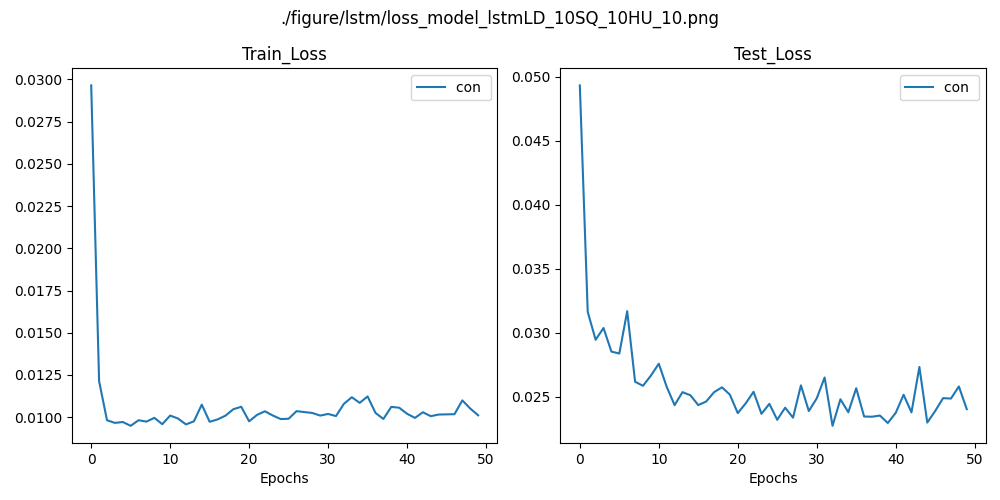 ./figure/lstm/loss_model_lstmLD_10SQ_10HU_10.png
Train_Loss
con
0.0300
0.0275
0.0250
0.0225
0.0200
0.0175
0.0150
0.0125
0.0100
0 10 20 30 40 50
Epochs
Test_Loss
con
0.050
0.045
0.040
0.035
0.030
0.025
0 10 20 30 40 50
Epochs